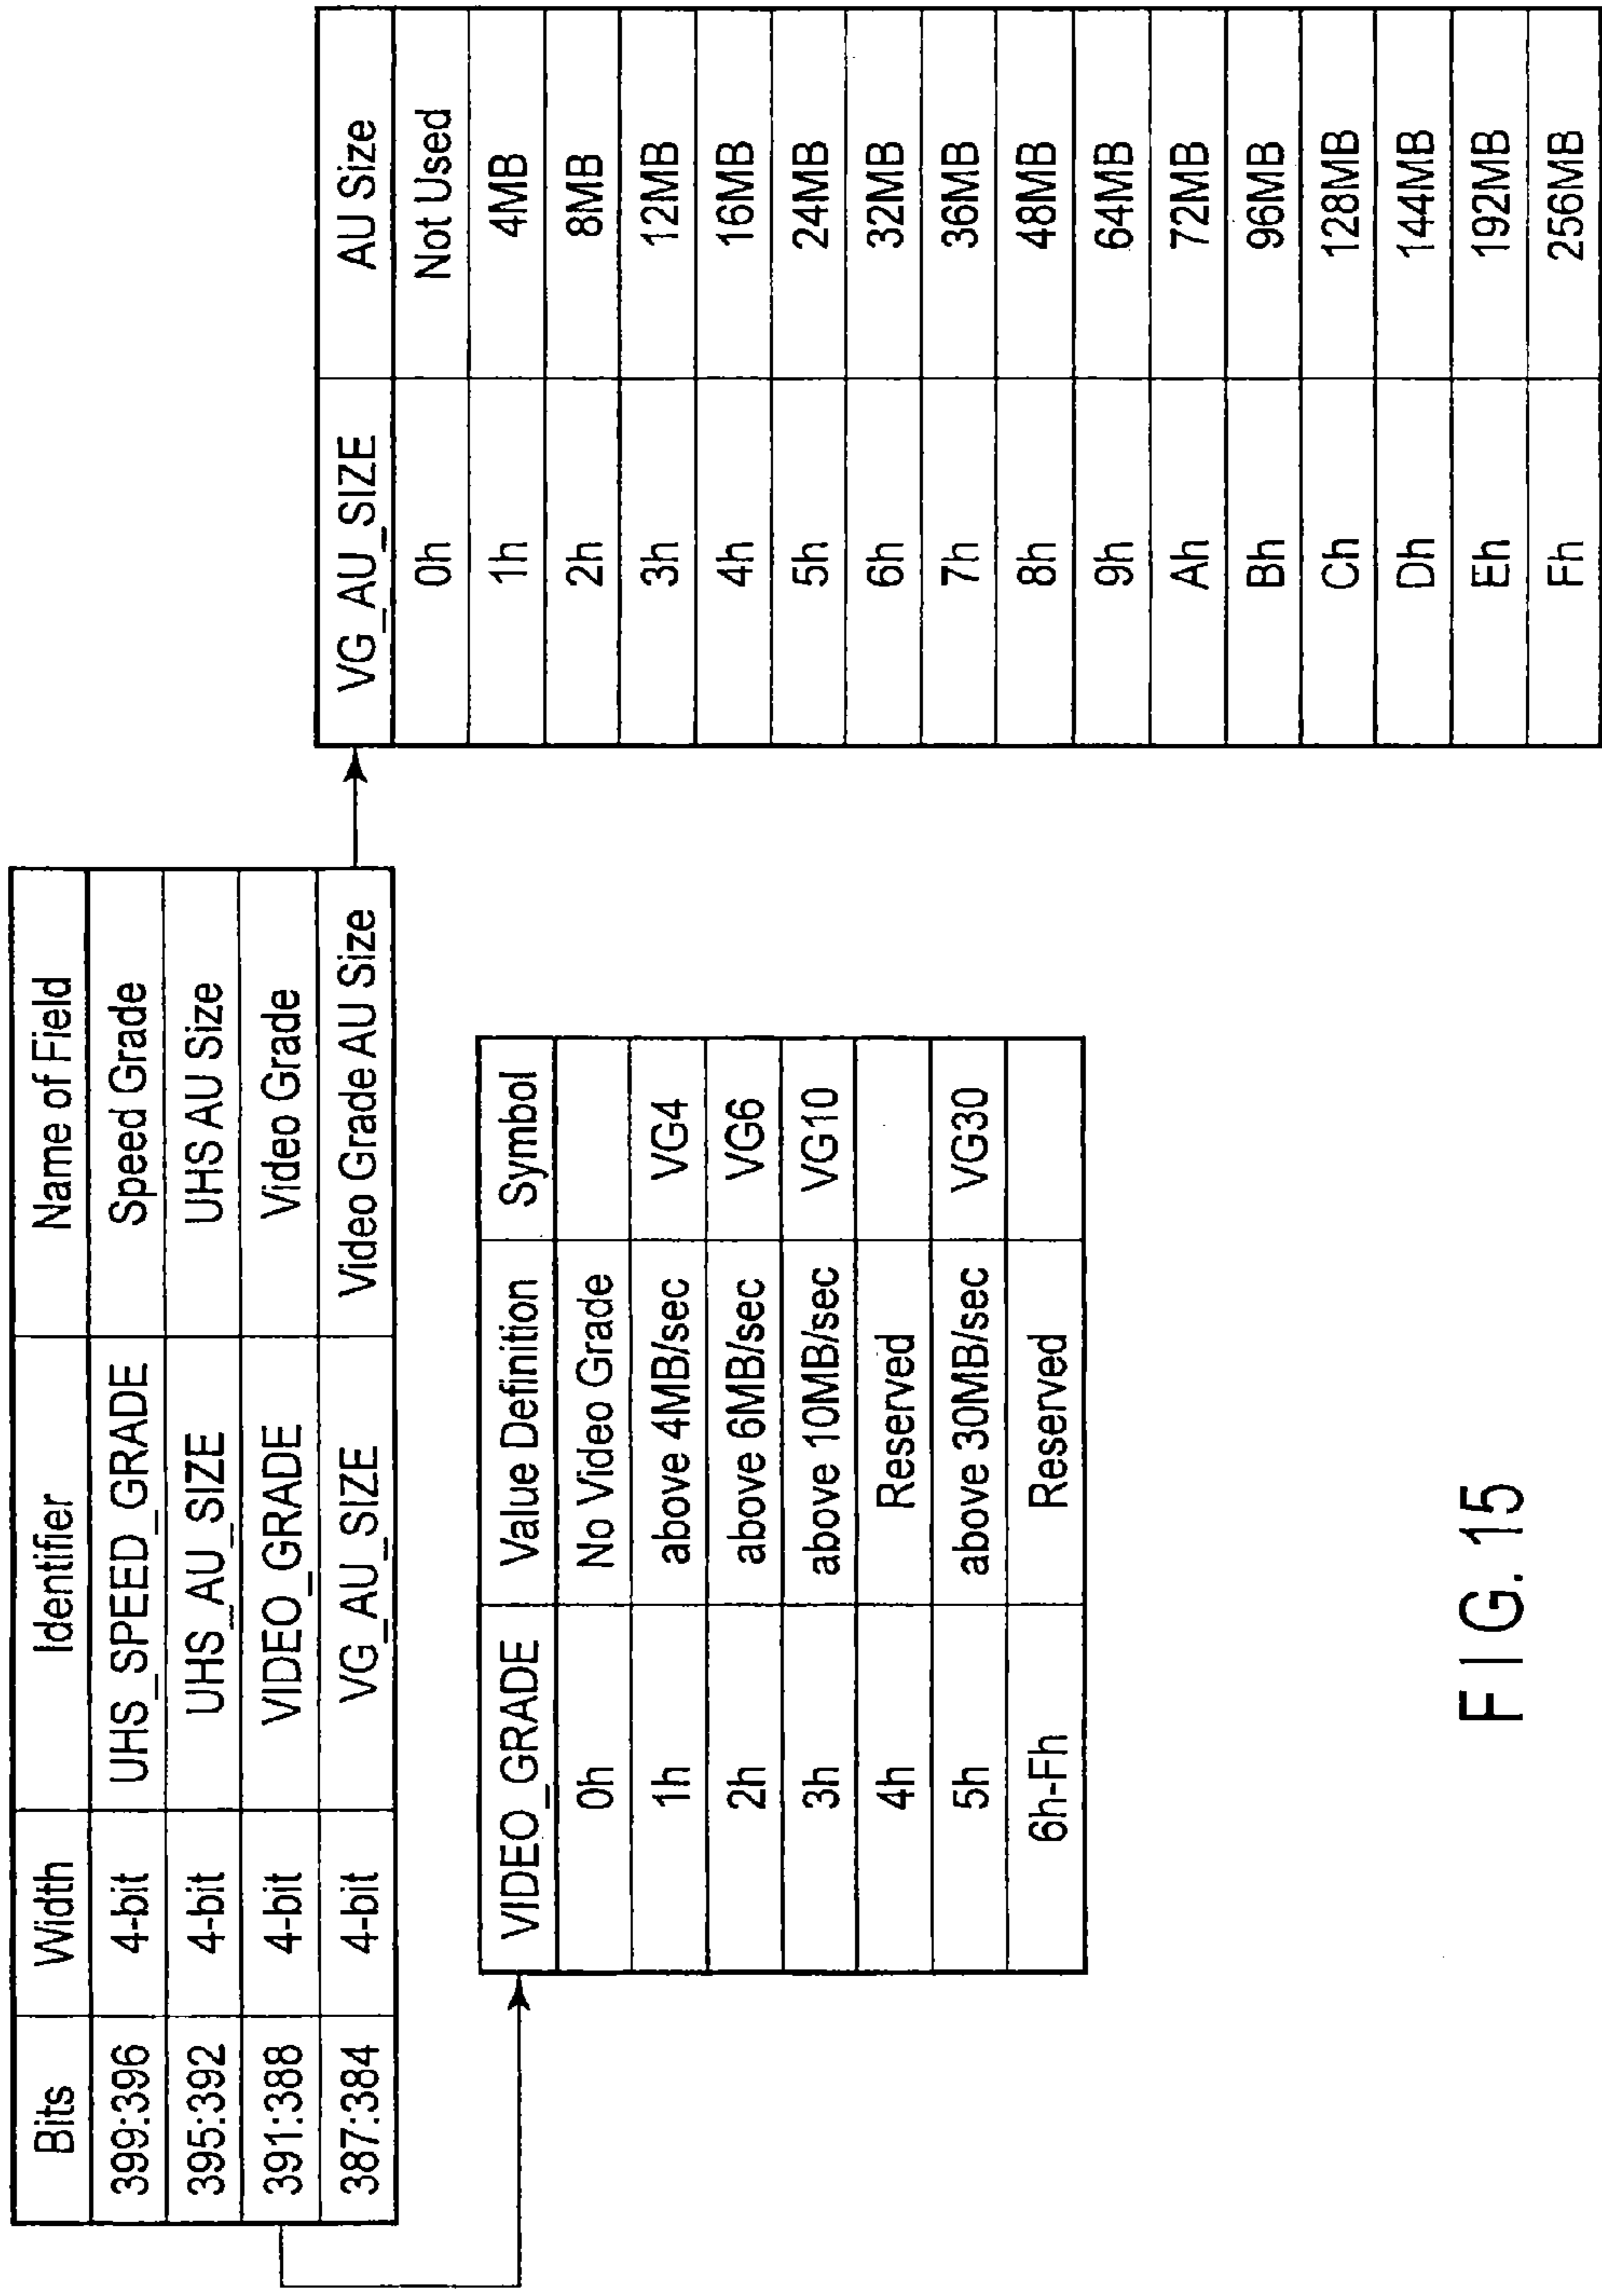 Bits Width Identifier Name of Field
399:396 4-bit UHS_SPEED_GRADE Speed Grade
395:392 4-bit UHS_AU_SIZE UHS AU Size
391:388 4-bit VIDEO_GRADE Video Grade
387:384 4-bit VG_AU_SIZE Video Grade AU Size
VIDEO_GRADE Value Definition Symbol
0h No Video Grade
1h above 4MB/sec VG4
2h above 6MB/sec VG6
3h above 10MB/sec VG10
4h Reserved
5h above 30MB/sec VG30
6h-Fh Reserved
VG_AU_SIZE AU Size
0h Not Used
1h 4MB
2h 8MB
3h 12MB
4h 16MB
5h 24MB
6h 32MB
7h 36MB
8h 48MB
9h 64MB
Ah 72MB
Bh 96MB
Ch 128MB
Dh 144MB
Eh 192MB
Fh 256MB
FIG. 15